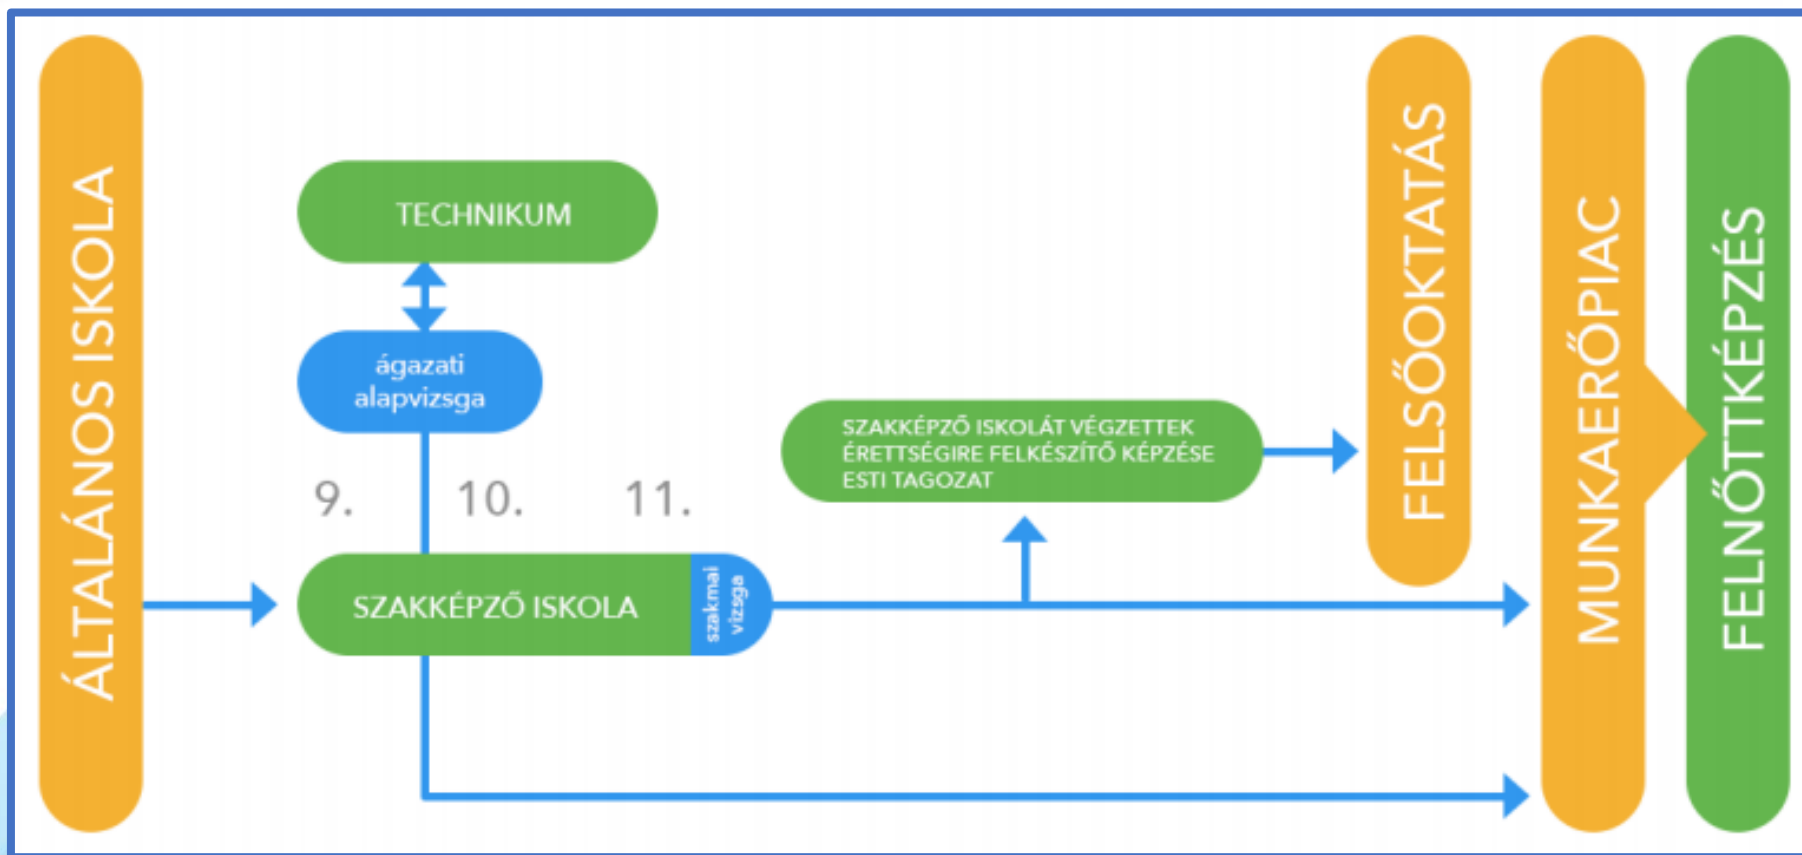 ÁLTALÁNOS ISKOLA
TECHNIKUM
ágazati
alapvizsga
9. 10. 11.
SZAKKÉPZŐ ISKOLA
szakmai
vizsga
SZAKKÉPZŐ ISKOLÁT VÉGZETTEK
ÉRETTSÉGIRE FELKÉSZÍTŐ KÉPZÉSE
ESTI TAGOZAT
FELSŐOKTATÁS
MUNKAERŐPIAC
FELNŐTTKÉPZÉS